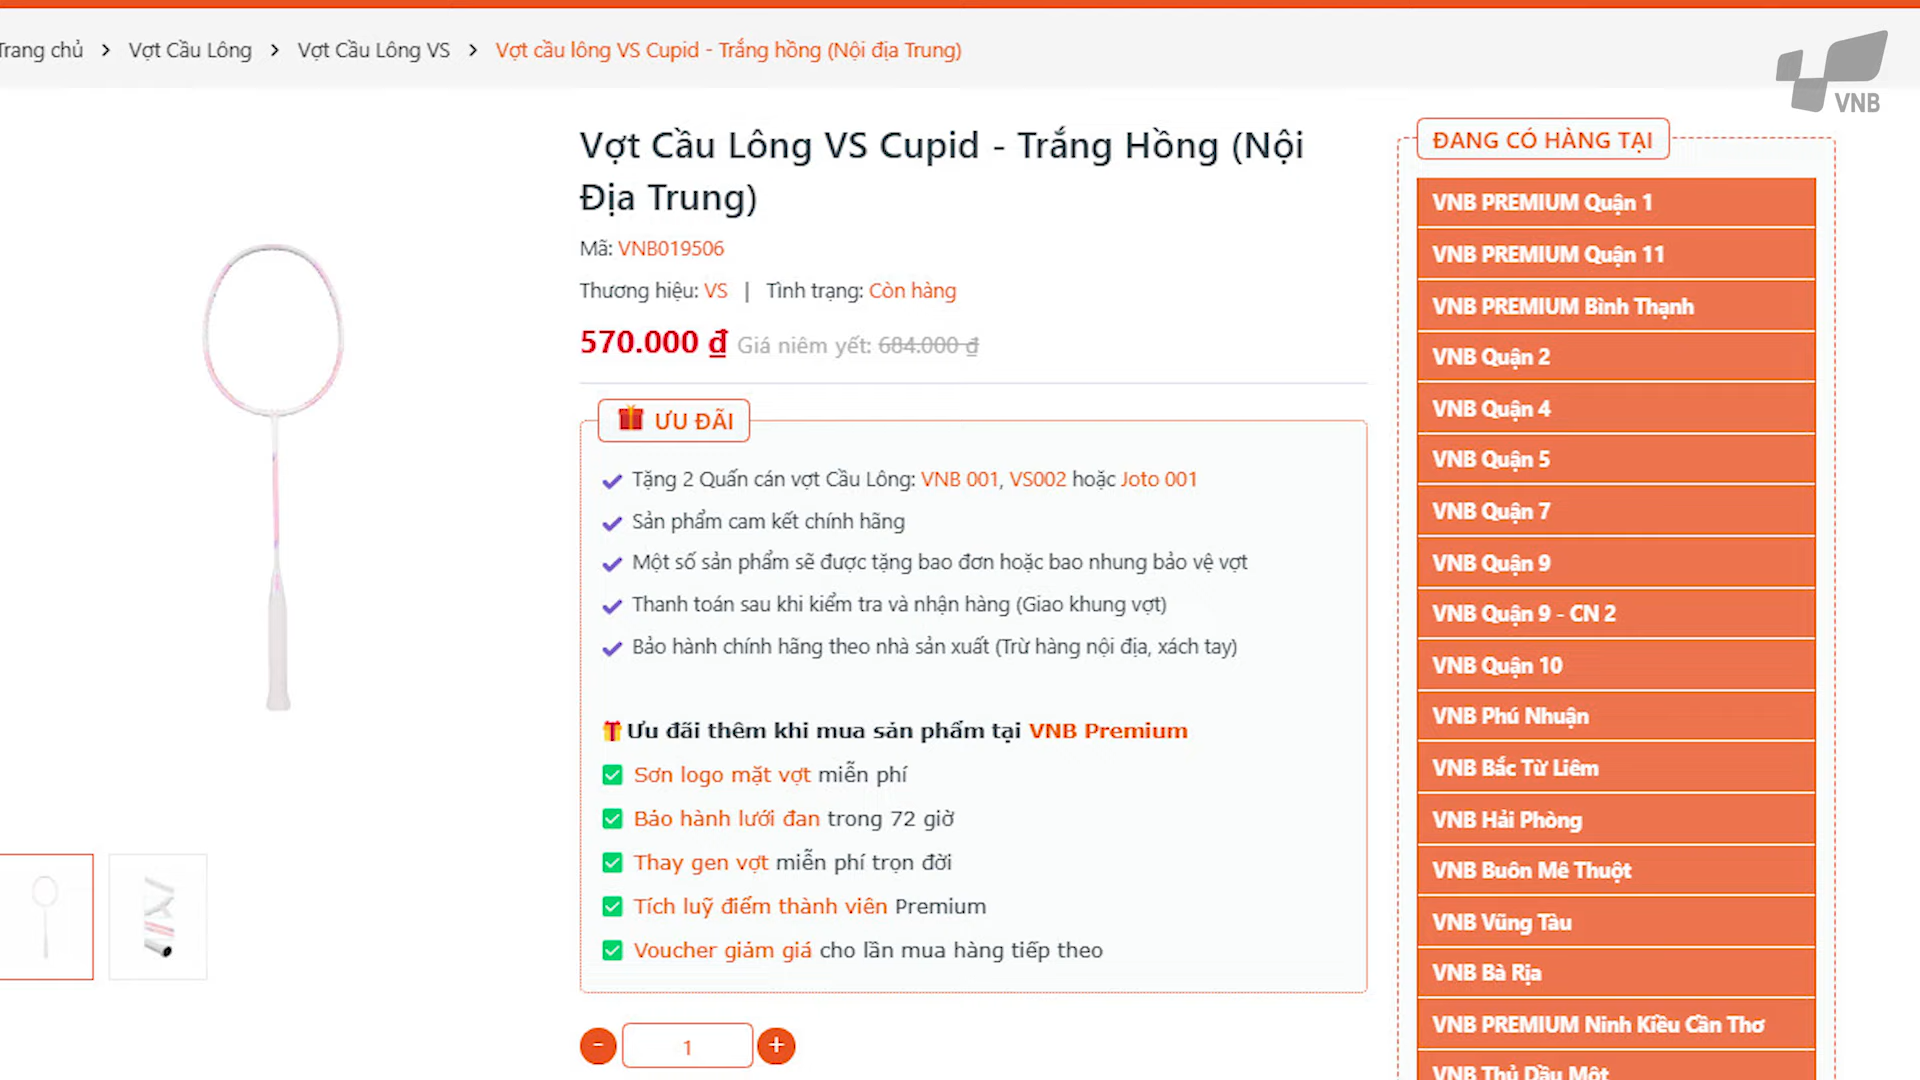 Trang chủ > Vợt Cầu Lông > Vợt Cầu Lông VS > Vợt cầu lông VS Cupid - Trắng hồng (Nội địa Trung)
VNB
Vợt Cầu Lông VS Cupid - Trắng Hồng (Nội
Địa Trung)
Mã: VNB019506
Thương hiệu: VS | Tình trạng: Còn hàng
570.000 ₫ Giá niêm yết: 684.000 ₫
ƯU ĐÃI
Tặng 2 Quấn cán vợt Cầu Lông: VNB 001, VS002 hoặc Joto 001
Sản phẩm cam kết chính hãng
Một số sản phẩm sẽ được tặng bao đơn hoặc bao nhung bảo vệ vợt
Thanh toán sau khi kiểm tra và nhận hàng (Giao khung vợt)
Bảo hành chính hãng theo nhà sản xuất (Trừ hàng nội địa, xách tay)
Ưu đãi thêm khi mua sản phẩm tại VNB Premium
Sơn logo mặt vợt miễn phí
Bảo hành lưới đan trong 72 giờ
Thay gen vợt miễn phí trọn đời
Tích luỹ điểm thành viên Premium
Voucher giảm giá cho lần mua hàng tiếp theo
- 1 +
ĐANG CÓ HÀNG TẠI
VNB PREMIUM Quận 1
VNB PREMIUM Quận 11
VNB PREMIUM Bình Thạnh
VNB Quận 2
VNB Quận 4
VNB Quận 5
VNB Quận 7
VNB Quận 9
VNB Quận 9 - CN 2
VNB Quận 10
VNB Phú Nhuận
VNB Bắc Từ Liêm
VNB Hải Phòng
VNB Buôn Mê Thuột
VNB Vũng Tàu
VNB Bà Rịa
VNB PREMIUM Ninh Kiều Cần Thơ
VNB Thủ Dầu Một